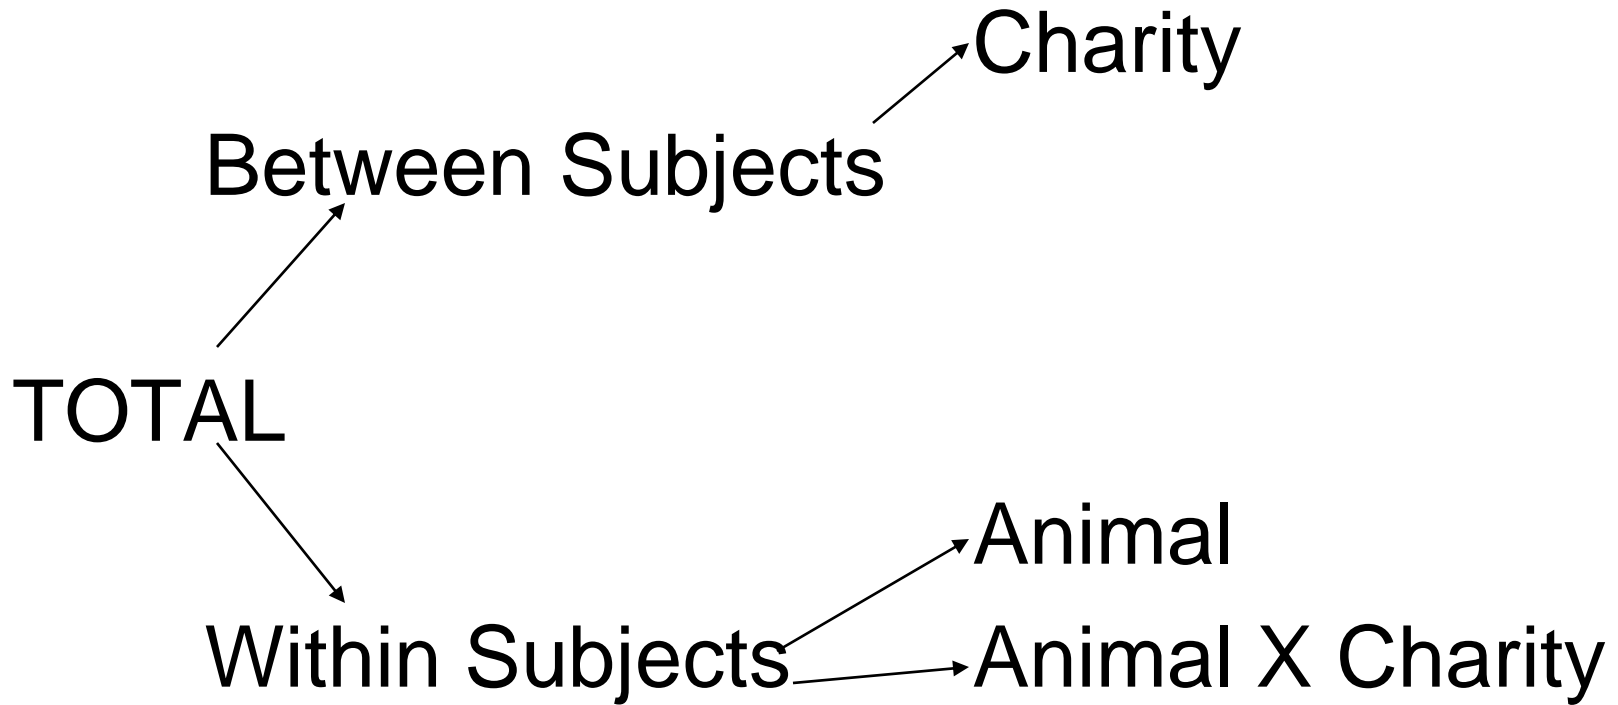 Charity
Between Subjects
TOTAL
Animal
Within Subjects
Animal X Charity